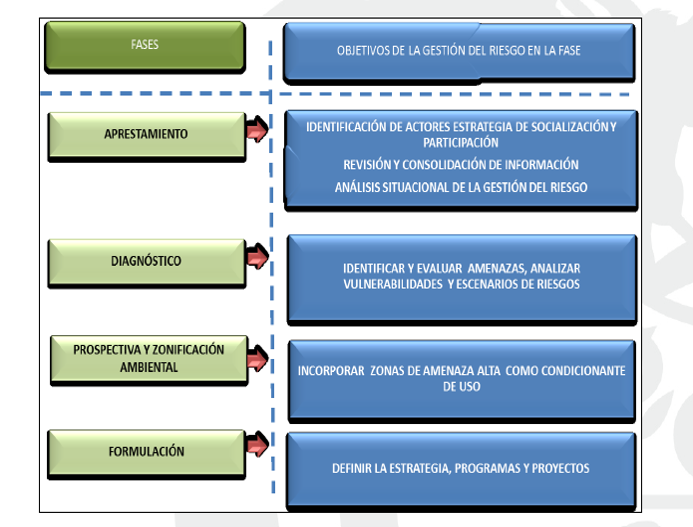 FASES
OBJETIVOS DE LA GESTIÓN DEL RIESGO EN LA FASE
APRESTAMIENTO
IDENTIFICACIÓN DE ACTORES ESTRATEGIA DE SOCIALIZACIÓN Y
PARTICIPACIÓN
REVISIÓN Y CONSOLIDACIÓN DE INFORMACIÓN
ANÁLISIS SITUACIONAL DE LA GESTIÓN DEL RIESGO
DIAGNÓSTICO
IDENTIFICAR Y EVALUAR AMENAZAS, ANALIZAR
VULNERABILIDADES Y ESCENARIOS DE RIESGOS
PROSPECTIVA Y ZONIFICACIÓN
AMBIENTAL
INCORPORAR ZONAS DE AMENAZA ALTA COMO CONDICIONANTE
DE USO
FORMULACIÓN
DEFINIR LA ESTRATEGIA, PROGRAMAS Y PROYECTOS